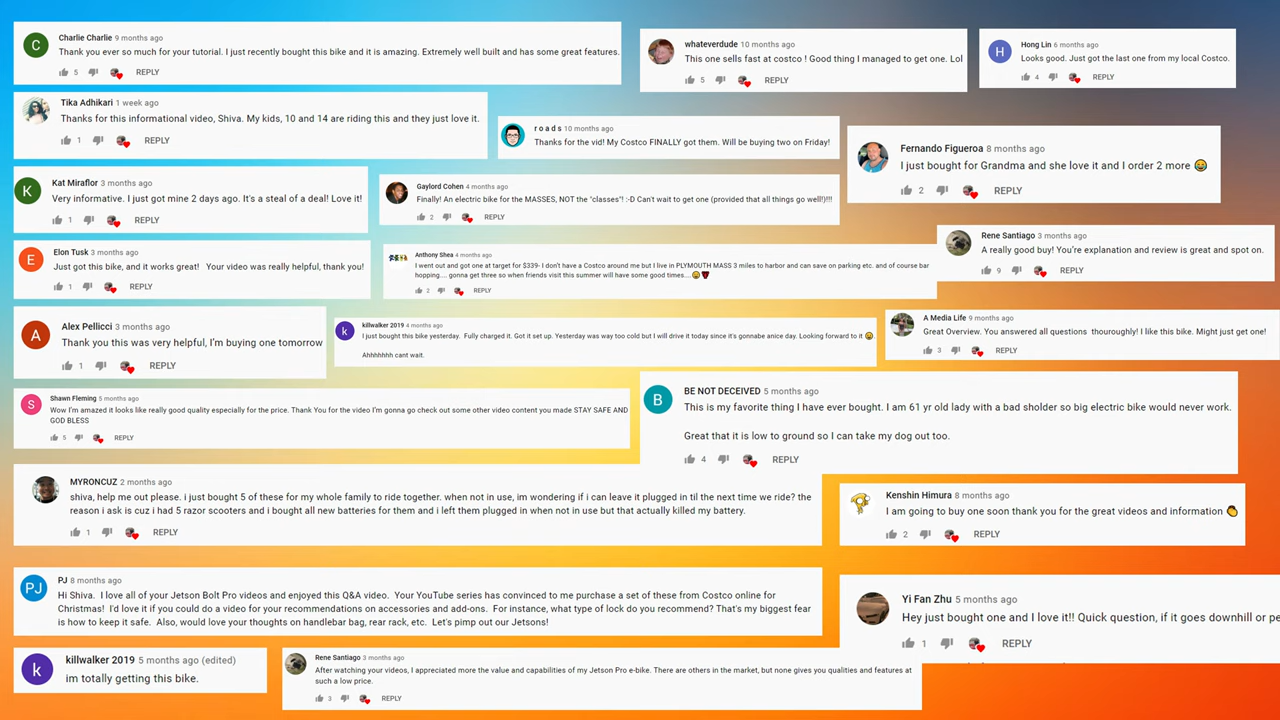 C
Charlie Charlie 9 months ago
Thank you ever so much for your tutorial. I just recently bought this bike and it is amazing. Extremely well built and has some great features.
5 REPLY
whateverdude 10 months ago
This one sells fast at costco ! Good thing I managed to get one. Lol
5 REPLY
H
Hong Lin 6 months ago
Looks good. Just got the last one from my local Costco.
4 REPLY
Tika Adhikari 1 week ago
Thanks for this informational video, Shiva. My kids, 10 and 14 are riding this and they just love it.
1 REPLY
r o a d s 10 months ago
Thanks for the vid! My Costco FINALLY got them. Will be buying two on Friday!
Fernando Figueroa 8 months ago
I just bought for Grandma and she love it and I order 2 more 😂
2 REPLY
K
Kat Miraflor 3 months ago
Very informative. I just got mine 2 days ago. It's a steal of a deal! Love it!
1 REPLY
Gaylord Cohen 4 months ago
Finally! An electric bike for the MASSES, NOT the "classes"! :-D Can't wait to get one (provided that all things go well!)!!!
2 REPLY
Rene Santiago 3 months ago
A really good buy! You're explanation and review is great and spot on.
9 REPLY
E
Elon Tusk 3 months ago
Just got this bike, and it works great! Your video was really helpful, thank you!
1 REPLY
Anthony Shea 4 months ago
I went out and got one at target for $339- I don't have a Costco around me but I live in PLYMOUTH MASS 3 miles to harbor and can save on parking etc. and of course bar
hopping.... gonna get three so when friends visit this summer will have some good times....
2 REPLY
A
Alex Pellicci 3 months ago
Thank you this was very helpful, I'm buying one tomorrow
1 REPLY
k
killwalker 2019 4 months ago
I just bought this bike yesterday. Fully charged it. Got it set up. Yesterday was way too cold but I will drive it today since it's gonnabe anice day. Looking forward to it 😀.
Ahhhhhhh cant wait.
A Media Life 9 months ago
Great Overview. You answered all questions thouroughly! I like this bike. Might just get one!
3 REPLY
S
Shawn Fleming 5 months ago
Wow I'm amazed it looks like really good quality especially for the price. Thank You for the video I'm gonna go check out some other video content you made STAY SAFE AND
GOD BLESS
5 REPLY
B
BE NOT DECEIVED 5 months ago
This is my favorite thing I have ever bought. I am 61 yr old lady with a bad sholder so big electric bike would never work.
Great that it is low to ground so I can take my dog out too.
4 REPLY
MYRONCUZ 2 months ago
shiva, help me out please. i just bought 5 of these for my whole family to ride together. when not in use, im wondering if i can leave it plugged in til the next time we ride? the
reason i ask is cuz i had 5 razor scooters and i bought all new batteries for them and i left them plugged in when not in use but that actually killed my battery.
1 REPLY
Kenshin Himura 8 months ago
I am going to buy one soon thank you for the great videos and information 👏
2 REPLY
PJ
PJ 8 months ago
Hi Shiva. I love all of your Jetson Bolt Pro videos and enjoyed this Q&A video. Your YouTube series has convinced to me purchase a set of these from Costco online for
Christmas! I'd love it if you could do a video for your recommendations on accessories and add-ons. For instance, what type of lock do you recommend? That's my biggest fear
is how to keep it safe. Also, would love your thoughts on handlebar bag, rear rack, etc. Let's pimp out our Jetsons!
Yi Fan Zhu 5 months ago
Hey just bought one and I love it!! Quick question, if it goes downhill or pe
1 REPLY
k
killwalker 2019 5 months ago (edited)
im totally getting this bike.
Rene Santiago 3 months ago
After watching your videos, I appreciated more the value and capabilities of my Jetson Pro e-bike. There are others in the market, but none gives you qualities and features at
such a low price.
3 REPLY